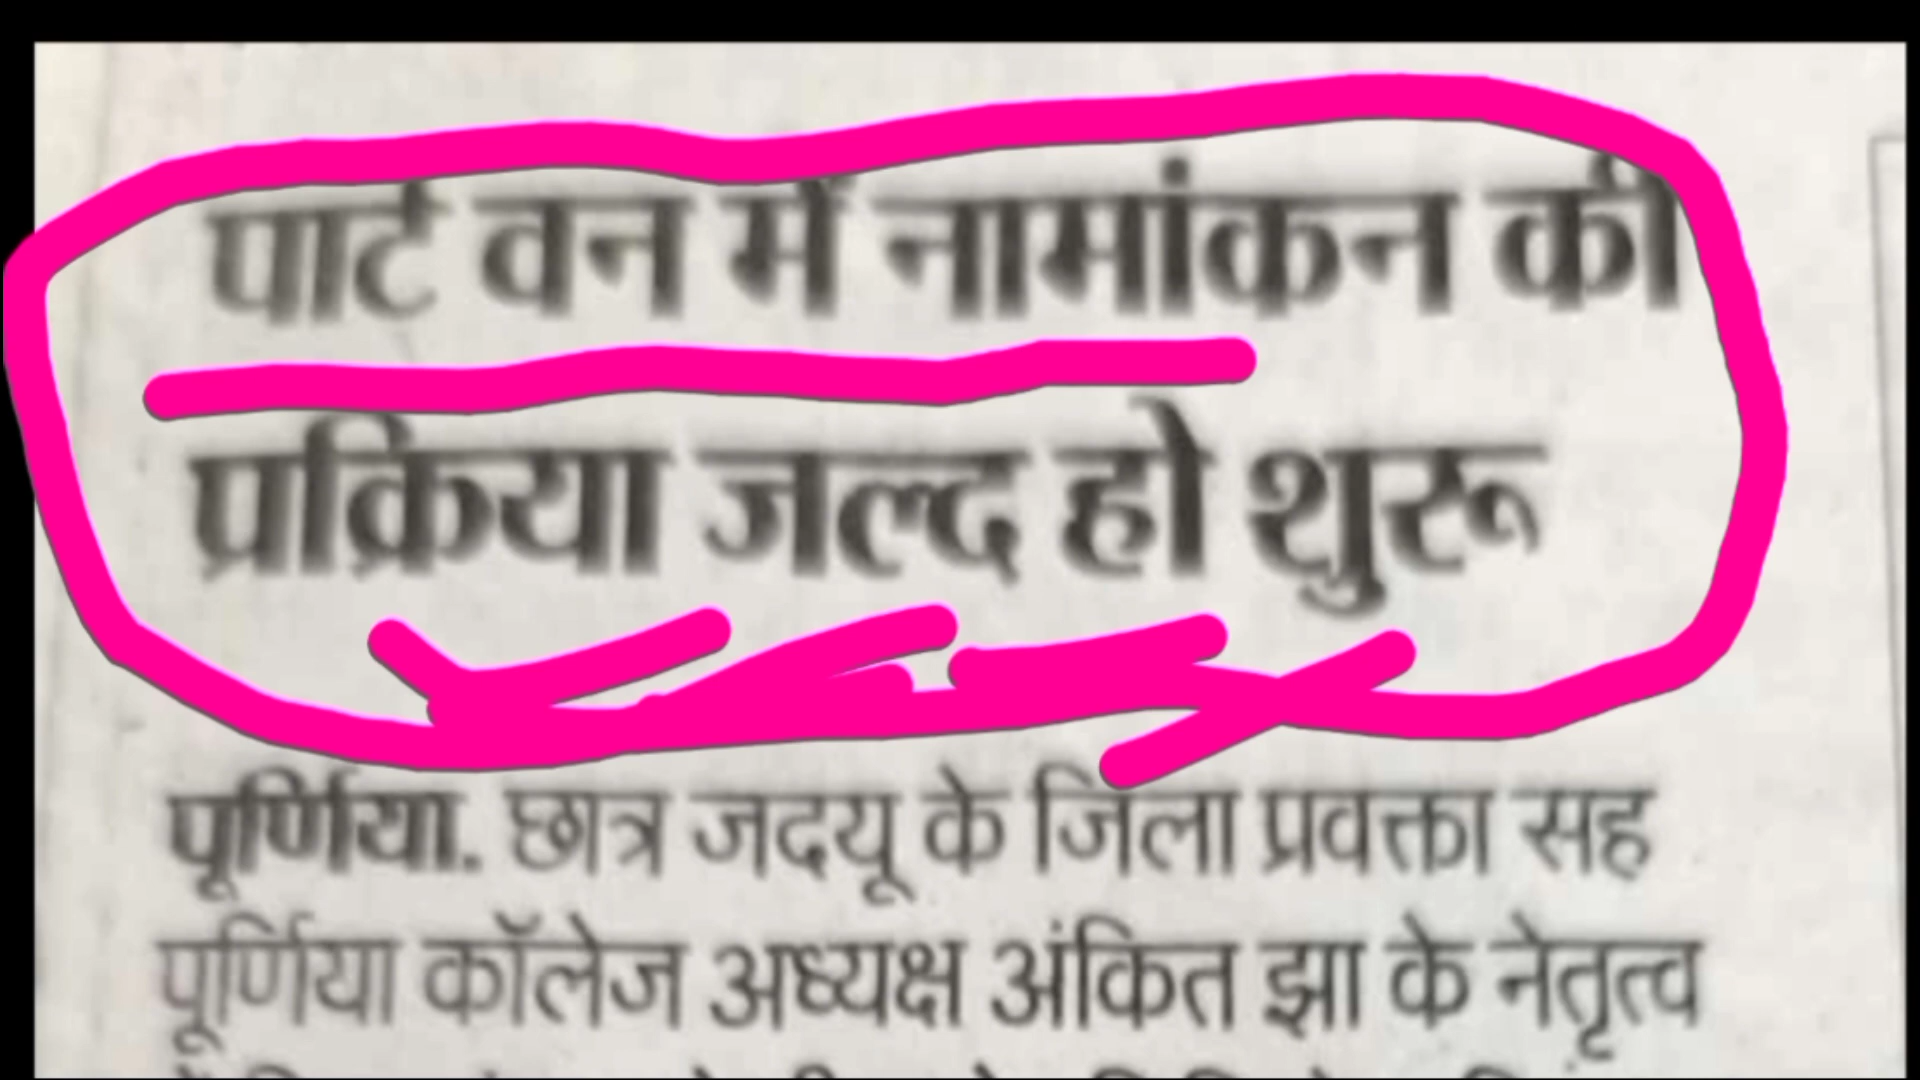 पार्ट वन में नामांकन की
प्रक्रिया जल्द हो शुरू
पूर्णिया. छात्र जदयू के जिला प्रवक्ता सह
पूर्णिया कॉलेज अध्यक्ष अंकित झा के नेतृत्व